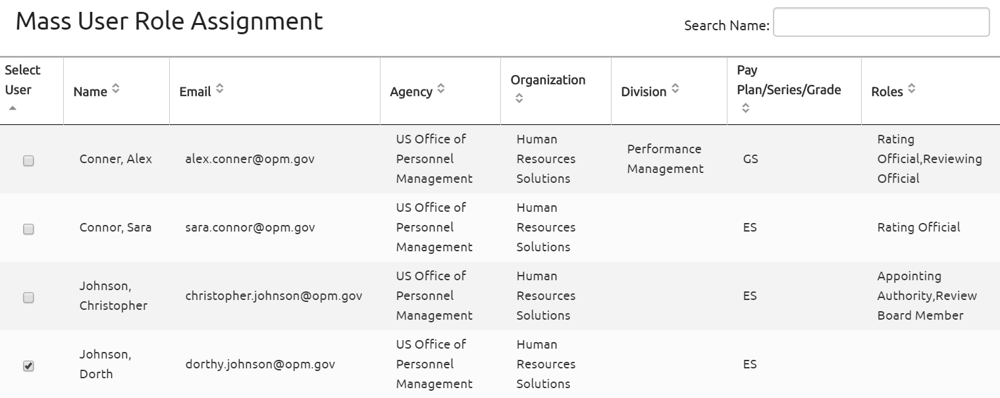 Mass User Role Assignment
Search Name:
Select
User
Name
Email
Agency
Organization
Division
Pay
Plan/Series/Grade
Roles
Conner, Alex
alex.conner@opm.gov
US Office of
Personnel
Management
Human
Resources
Solutions
Performance
Management
GS
Rating
Official,Reviewing
Official
Connor, Sara
sara.connor@opm.gov
US Office of
Personnel
Management
Human
Resources
Solutions
ES
Rating Official
Johnson,
Christopher
christopher.johnson@opm.gov
US Office of
Personnel
Management
Human
Resources
Solutions
ES
Appointing
Authority,Review
Board Member
Johnson,
Dorth
dorthy.johnson@opm.gov
US Office of
Personnel
Management
Human
Resources
Solutions
ES